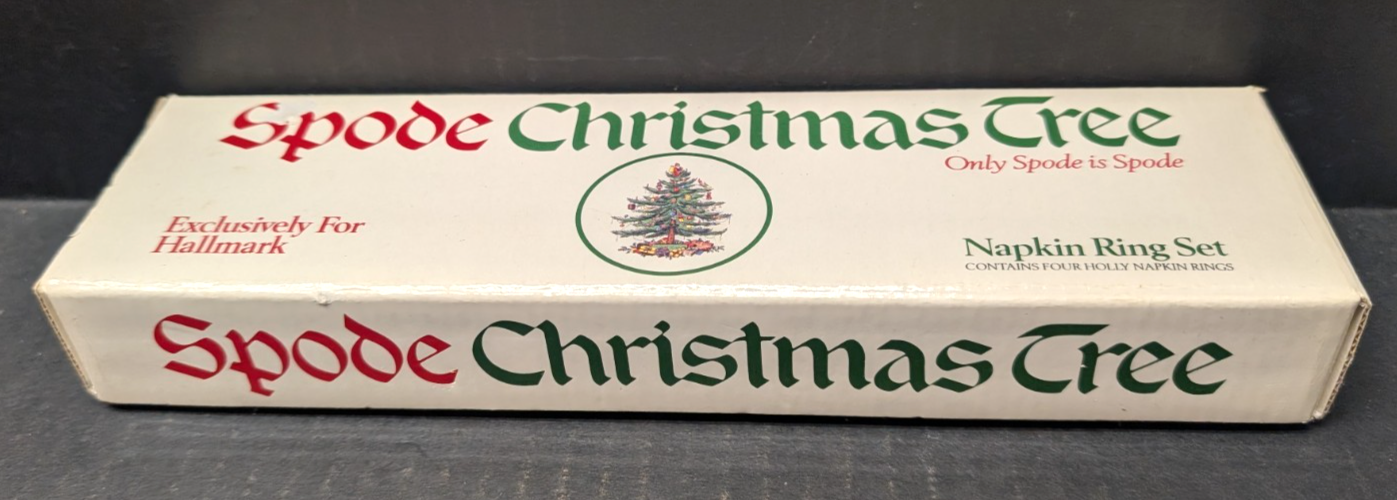 Spode Christmas Tree
Only Spode is Spode
Exclusively For
Hallmark
Napkin Ring Set
CONTAINS FOUR HOLLY NAPKIN RINGS
Spode Christmas Tree